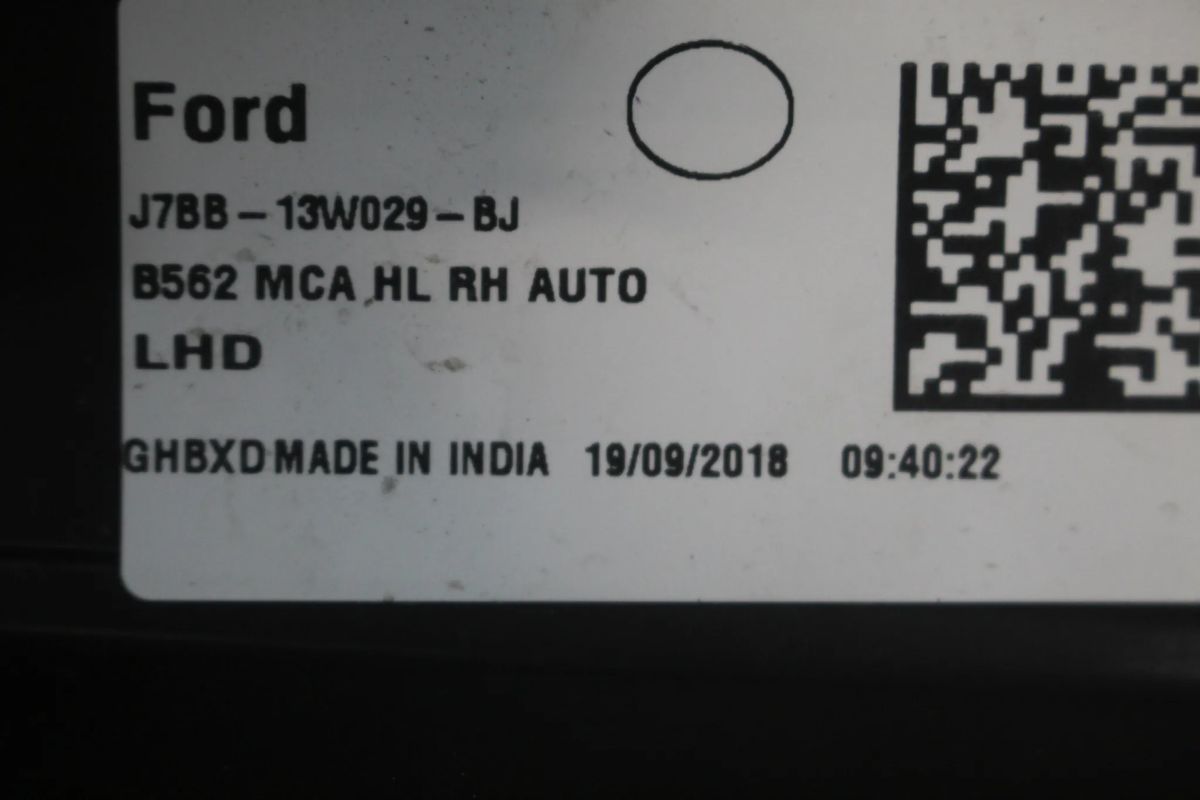 Ford
J7BB - 13W029 - BJ
B562 MCA HL RH AUTO
LHD
GHBXD MADE IN INDIA 19/09/2018 09:40:22